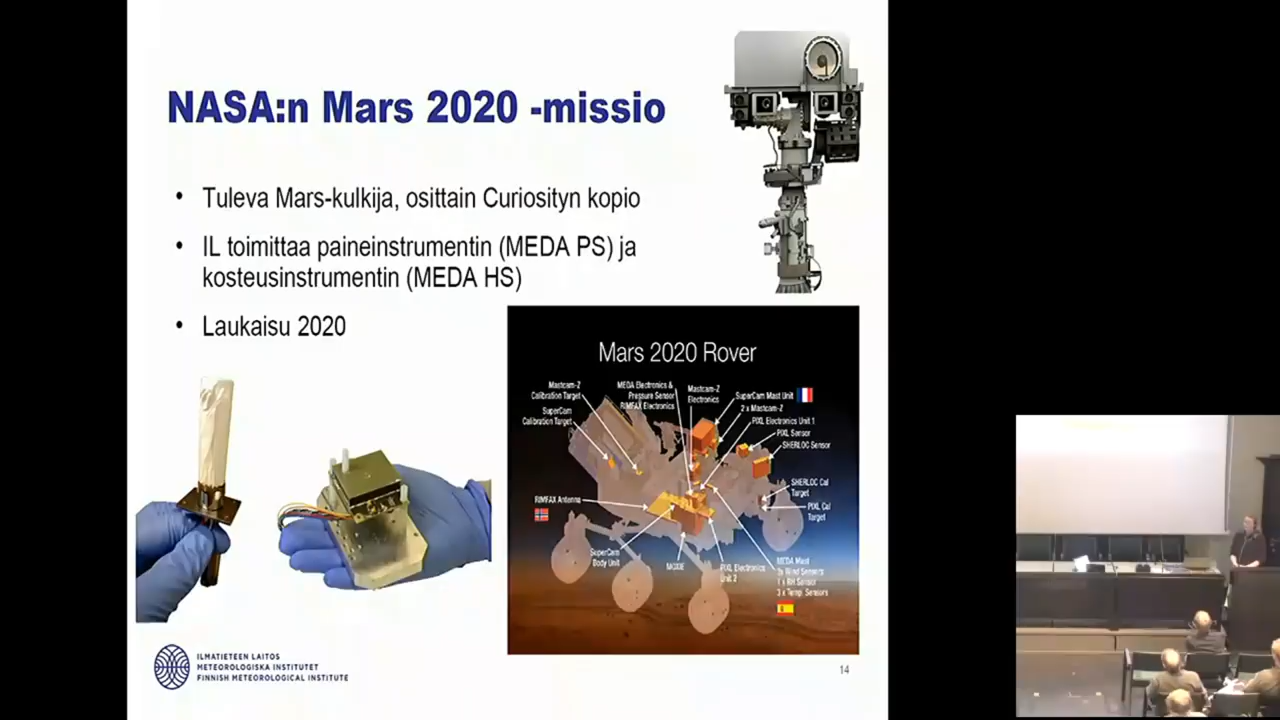 NASA:n Mars 2020 -missio
• Tuleva Mars-kulkija, osittain Curiosityn kopio
• IL toimittaa paineinstrumentin (MEDA PS) ja
kosteusinstrumentin (MEDA HS)
• Laukaisu 2020
Mars 2020 Rover
Mastcam-Z
Calibration Target
SuperCam
Calibration Target
MEDA Electronics &
Pressure Sensor
RIMFAX Electronics
Mastcam-Z
Electronics
SuperCam Mast Unit
2 x Mastcam-Z
PIXL Electronics Unit 1
PIXL Sensor
SHERLOC Sensor
SHERLOC Cal
Target
PIXL Cal
Target
RIMFAX Antenna
SuperCam
Body Unit
MOXIE
PIXL Electronics
Unit 2
MEDA Mast
Wind Sensors
1 x RH Sensor
3 x Temp. Sensors
ILMATIETEEN LAITOS
METEOROLOGISKA INSTITUTET
FINNISH METEOROLOGICAL INSTITUTE
14